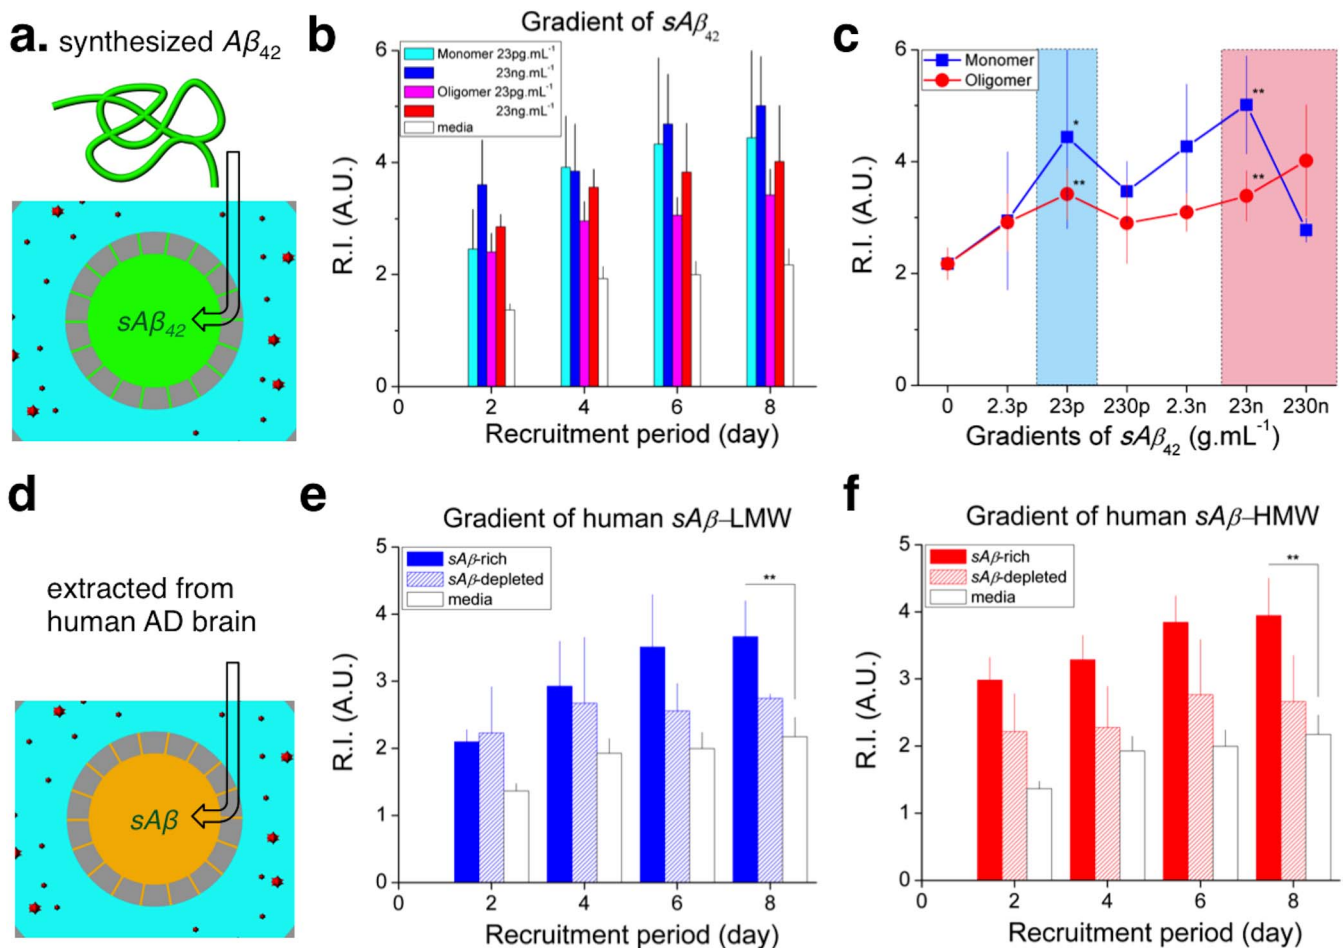 a. synthesized Aβ₄₂
sAβ₄₂
b
Gradient of sAβ₄₂
Monomer 23pg.mL⁻¹
23ng.mL⁻¹
Oligomer 23pg.mL⁻¹
23ng.mL⁻¹
media
R.I. (A.U.)
6
4
2
0
0 2 4 6 8
Recruitment period (day)
c
Monomer
Oligomer
R.I. (A.U.)
6
4
2
0
* ** ** **
0 2.3p 23p 230p 2.3n 23n 230n
Gradients of sAβ₄₂ (g.mL⁻¹)
d
extracted from
human AD brain
sAβ
e
Gradient of human sAβ–LMW
sAβ-rich
sAβ-depleted
media
**
R.I. (A.U.)
5
4
3
2
1
0
0 2 4 6 8
Recruitment period (day)
f
Gradient of human sAβ–HMW
sAβ-rich
sAβ-depleted
media
**
R.I. (A.U.)
5
4
3
2
1
0
0 2 4 6 8
Recruitment period (day)